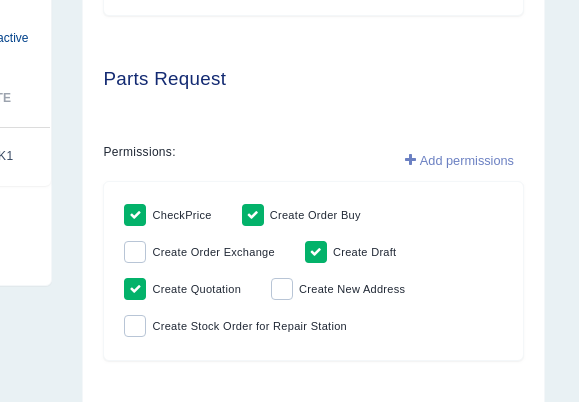 active
TE
K1
Parts Request
Permissions:
Add permissions
CheckPrice
Create Order Buy
Create Order Exchange
Create Draft
Create Quotation
Create New Address
Create Stock Order for Repair Station